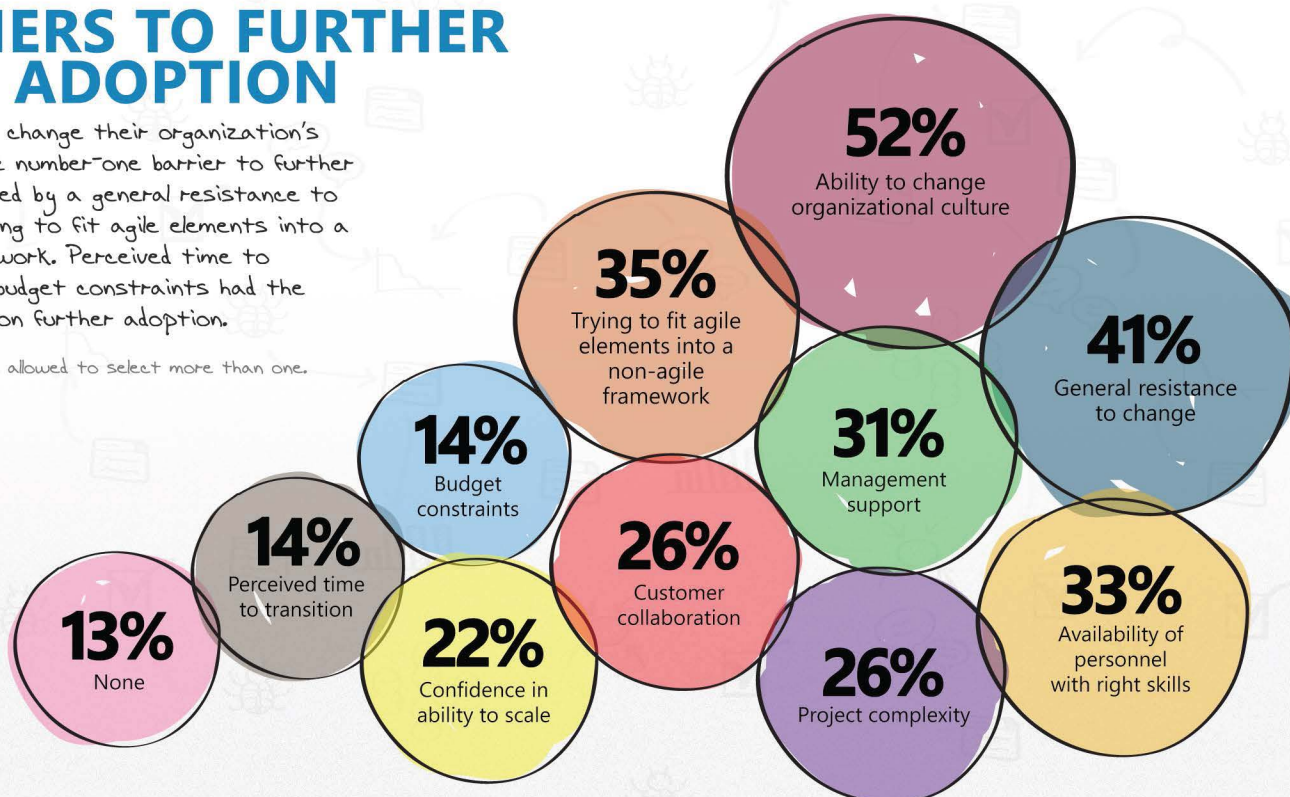 TO FURTHER
ADOPTION
change their organization's
number-one barrier to further
by a general resistance to
to fit agile elements into a
Perceived time to
budget constraints had the
on further adoption.
allowed to select more than one.
52%
Ability to change
organizational culture
35%
Trying to fit agile
elements into a
non-agile
framework
41%
General resistance
to change
14%
Budget
constraints
31%
Management
support
14%
Perceived time
to transition
26%
Customer
collaboration
33%
Availability of
personnel
with right skills
13%
None
22%
Confidence in
ability to scale
26%
Project complexity